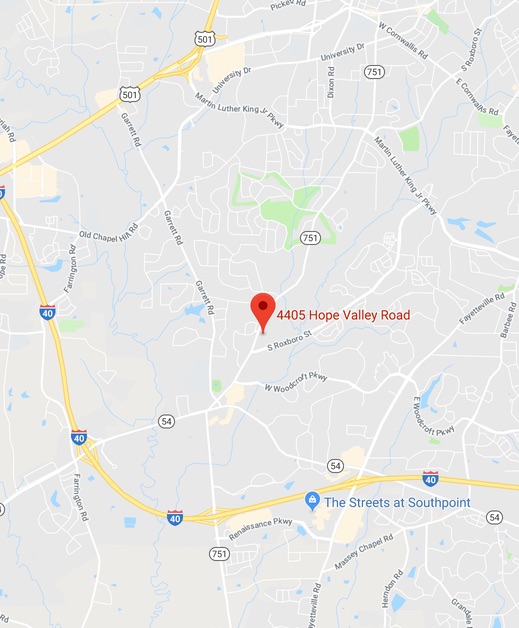 Pickett Rd
W Cornwallis Rd
S Roxboro St
501
University Dr
751
Dixon Rd
University Dr
501
E Cornwallis Rd
Martin Luther King Jr Pkwy
Garrett Rd
Martin Luther King Jr Pkwy
Garrett Rd
Old Chapel Hill Rd
751
Farrington Rd
Garrett Rd
40
4405 Hope Valley Road
Fayetteville Rd
Barbee Rd
S Roxboro St
W Woodcroft Pkwy
54
E Woodcroft Pkwy
40
54
40
Farrington Rd
The Streets at Southpoint
40
54
Renaissance Pkwy
751
Massey Chapel Rd
Herndon Rd